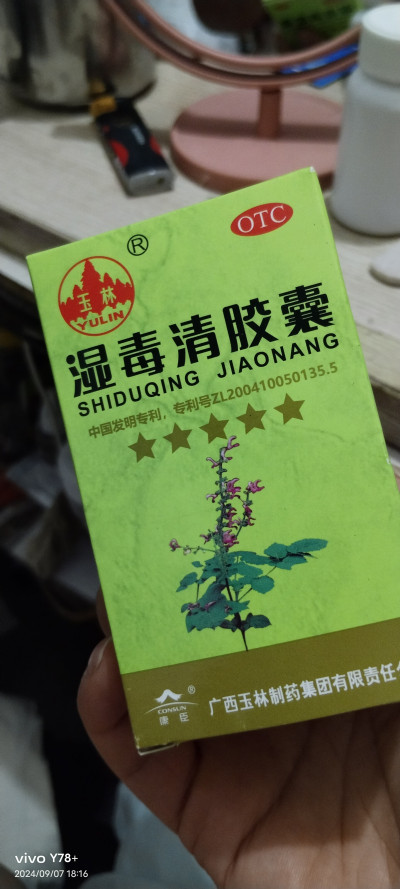 OTC
®
玉林
YULIN
湿毒清胶囊
SHIDUQING JIAONANG
中国发明专利，专利号ZL200410050135.5
®
CONSUN
康臣
广西玉林制药集团有限责任
vivo Y78+
2024/09/07 18:16